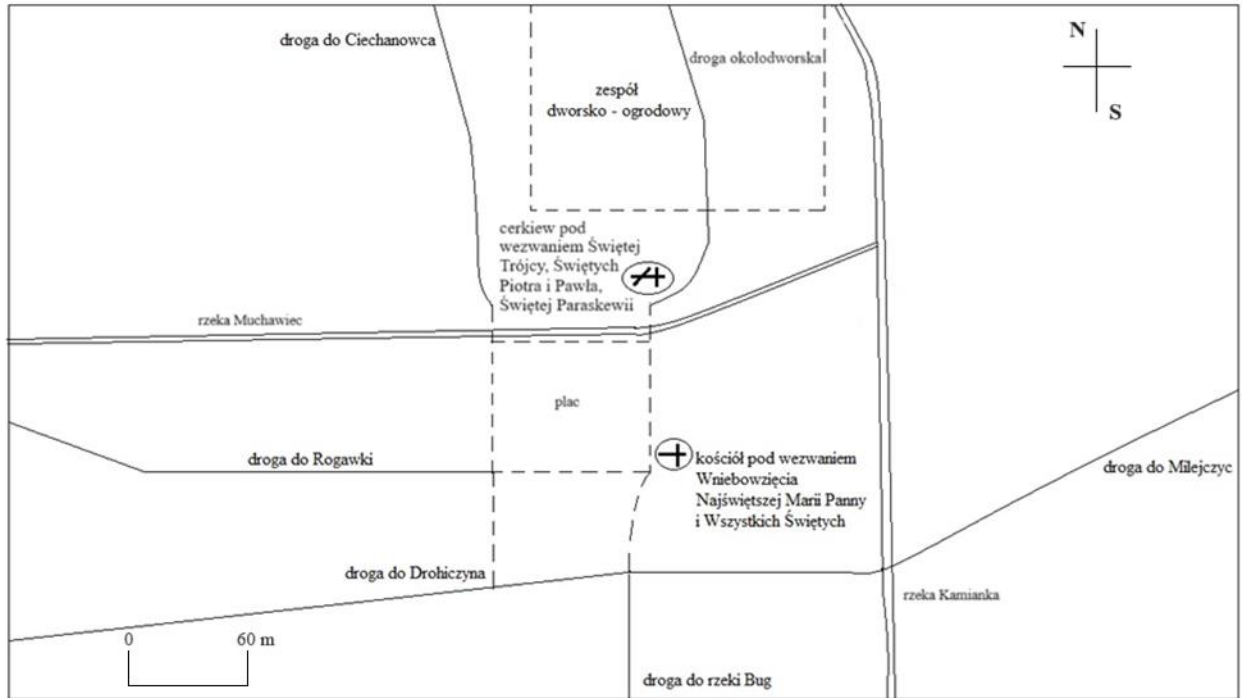 droga do Ciechanowca
droga okołodworska
N
S
zespół
dworsko - ogrodowy
cerkiew pod
wezwaniem Świętej
Trójcy, Świętych
Piotra i Pawła,
Świętej Paraskewii
rzeka Muchawiec
plac
droga do Rogawki
kościół pod wezwaniem
Wniebowzięcia
Najświętszej Marii Panny
i Wszystkich Świętych
droga do Milejczyc
droga do Drohiczyna
rzeka Kamianka
0 60 m
droga do rzeki Bug